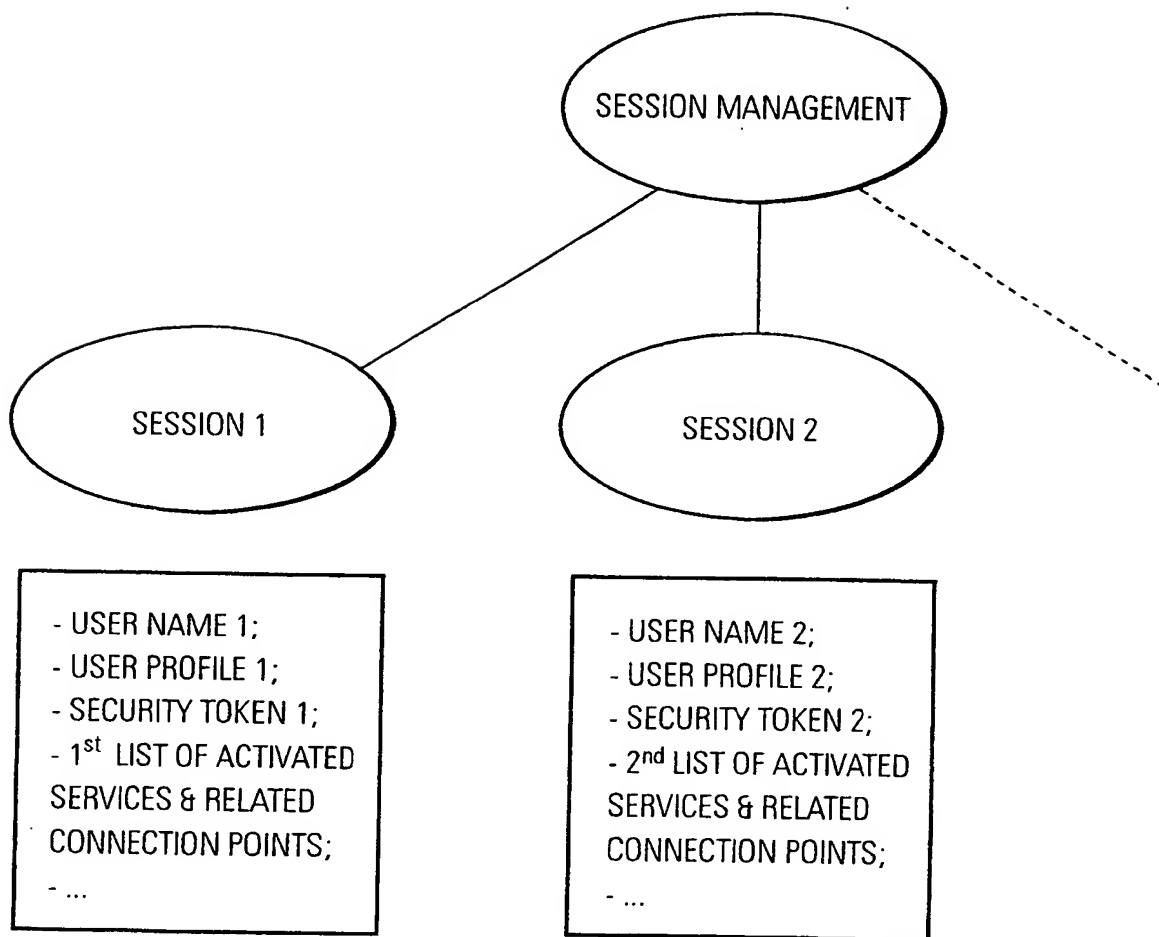 SESSION MANAGEMENT
SESSION 1
SESSION 2
- USER NAME 1;
- USER PROFILE 1;
- SECURITY TOKEN 1;
- 1st LIST OF ACTIVATED
SERVICES & RELATED
CONNECTION POINTS;
- ...
- USER NAME 2;
- USER PROFILE 2;
- SECURITY TOKEN 2;
- 2nd LIST OF ACTIVATED
SERVICES & RELATED
CONNECTION POINTS;
- ...